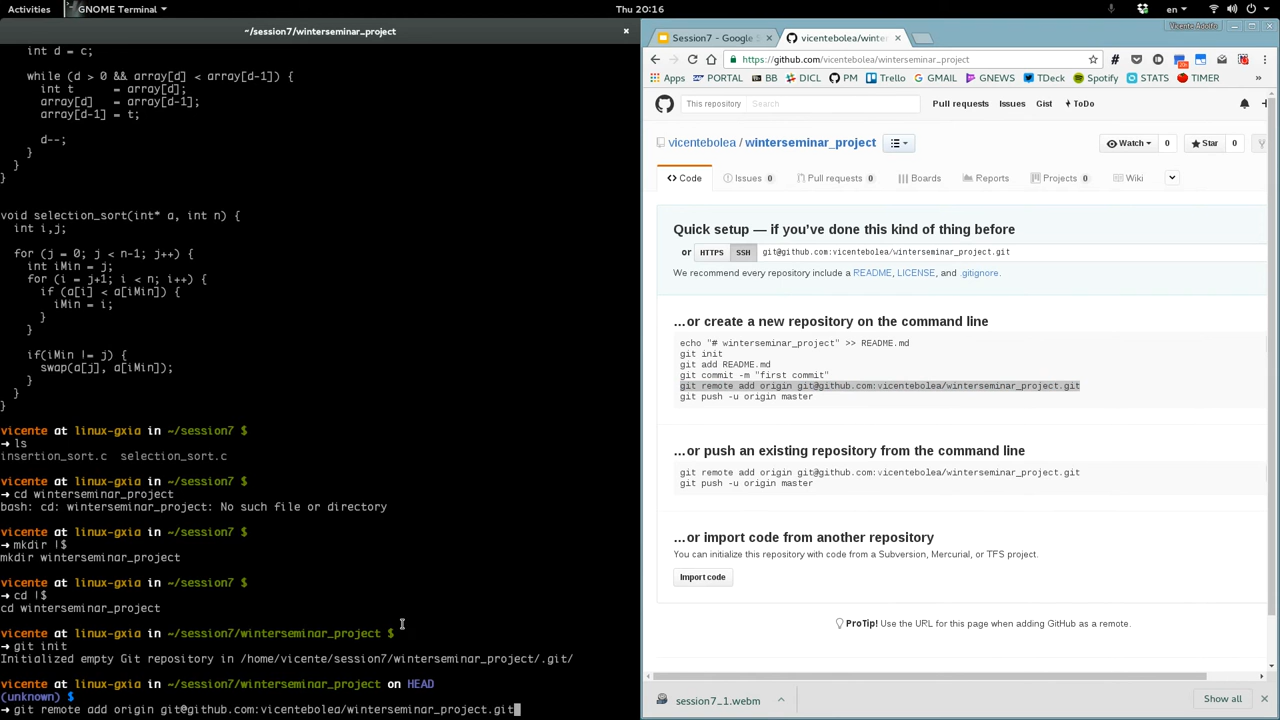 Activities GNOME Terminal Thu 20:16 en
~/session7/winterseminar_project
int d = c;
while (d > 0 && array[d] < array[d-1]) {
int t = array[d];
array[d] = array[d-1];
array[d-1] = t;
d--;
}
}
}
void selection_sort(int* a, int n) {
int i,j;
for (j = 0; j < n-1; j++) {
int iMin = j;
for (i = j+1; i < n; i++) {
if (a[i] < a[iMin]) {
iMin = i;
}
}
if(iMin != j) {
swap(a[j], a[iMin]);
}
}
}
vicente at linux-gxia in ~/session7 $
➜ ls
insertion_sort.c selection_sort.c
vicente at linux-gxia in ~/session7 $
➜ cd winterseminar_project
bash: cd: winterseminar_project: No such file or directory
vicente at linux-gxia in ~/session7 $
➜ mkdir !$
mkdir winterseminar_project
vicente at linux-gxia in ~/session7 $
➜ cd !$
cd winterseminar_project
vicente at linux-gxia in ~/session7/winterseminar_project $
➜ git init
Initialized empty Git repository in /home/vicente/session7/winterseminar_project/.git/
vicente at linux-gxia in ~/session7/winterseminar_project on HEAD
(unknown) $
➜ git remote add origin git@github.com:vicentebolea/winterseminar_project.git
Session7 - Google S vicentebolea/winte Vicente Adolfo
https://github.com/vicentebolea/winterseminar_project
Apps PORTAL BB DICL PM Trello GMAIL GNEWS TDeck Spotify STATS TIMER
This repository Search Pull requests Issues Gist ToDo
vicentebolea / winterseminar_project Watch 0 Star 0
Code Issues 0 Pull requests 0 Boards Reports Projects 0 Wiki
Quick setup — if you've done this kind of thing before
or HTTPS SSH git@github.com:vicentebolea/winterseminar_project.git
We recommend every repository include a README, LICENSE, and .gitignore.
…or create a new repository on the command line
echo "# winterseminar_project" >> README.md
git init
git add README.md
git commit -m "first commit"
git remote add origin git@github.com:vicentebolea/winterseminar_project.git
git push -u origin master
…or push an existing repository from the command line
git remote add origin git@github.com:vicentebolea/winterseminar_project.git
git push -u origin master
…or import code from another repository
You can initialize this repository with code from a Subversion, Mercurial, or TFS project.
Import code
ProTip! Use the URL for this page when adding GitHub as a remote.
session7_1.webm Show all